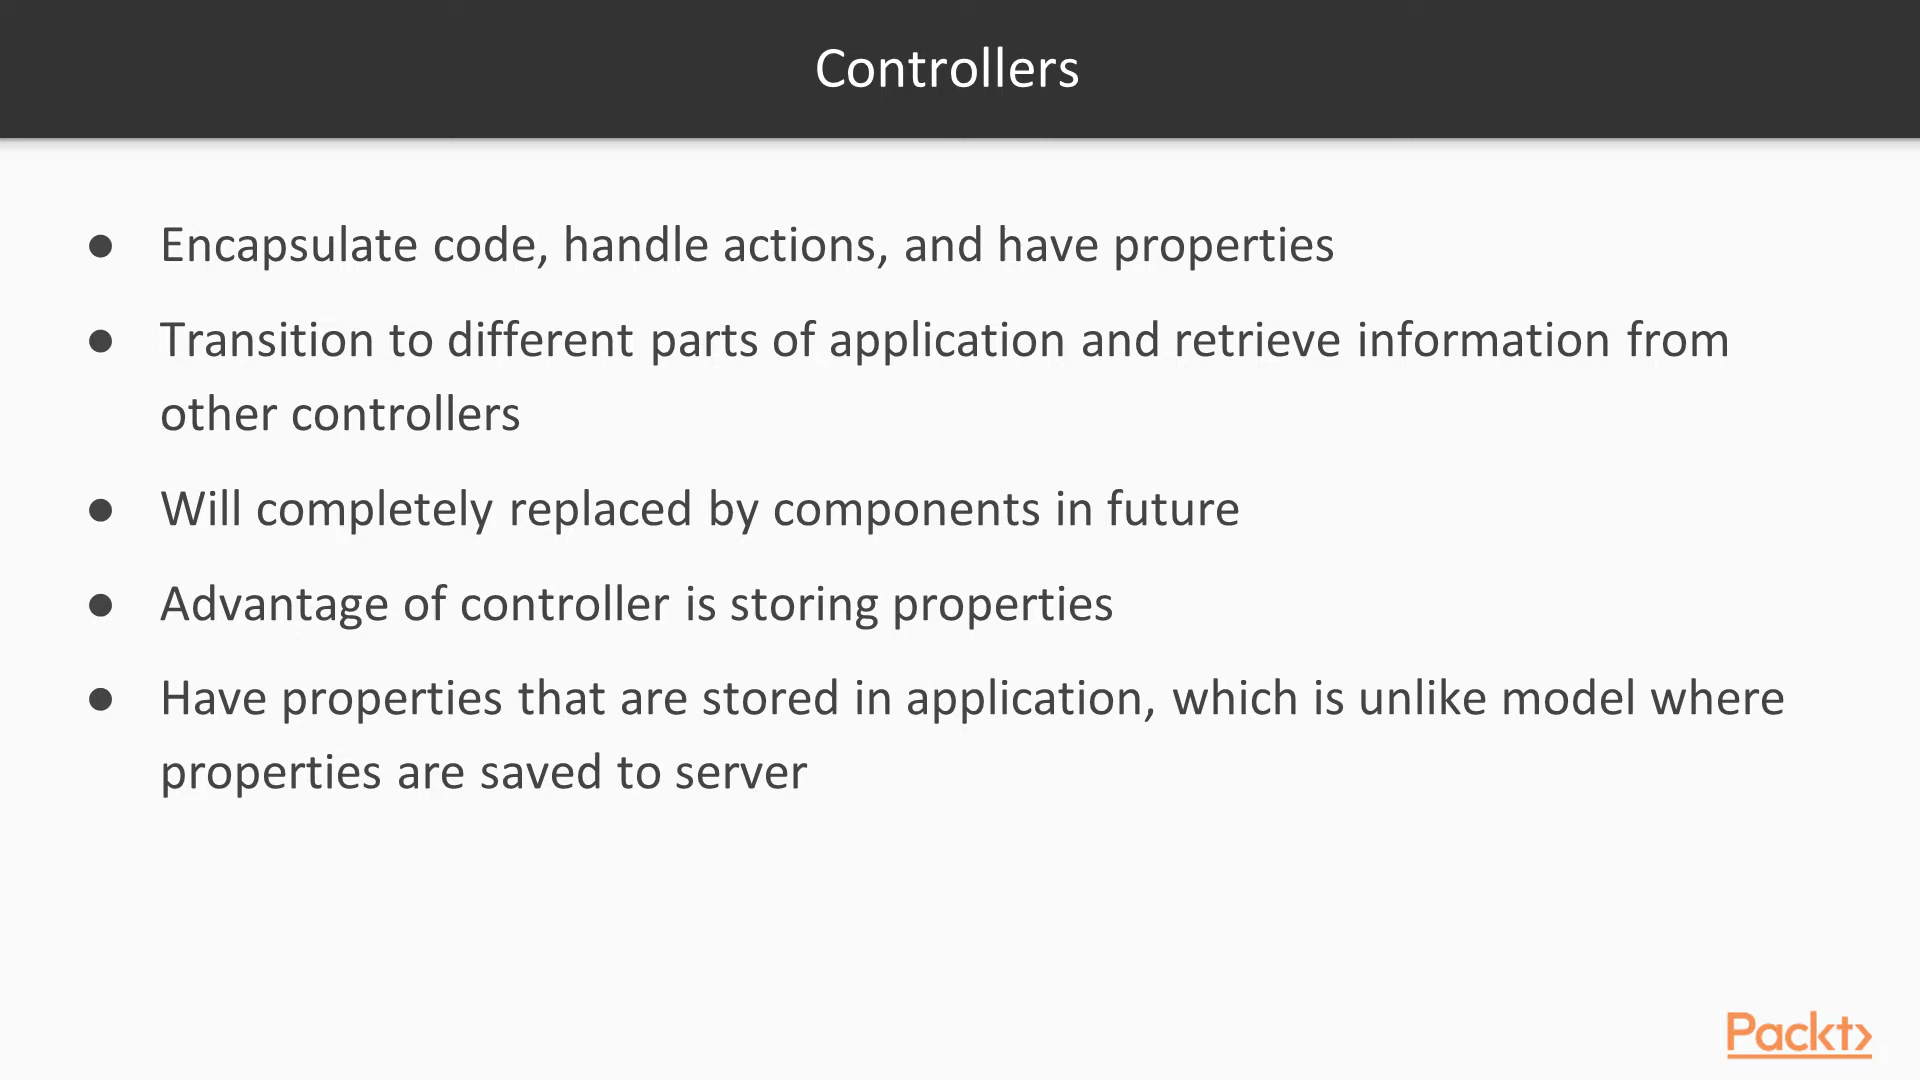 Controllers
● Encapsulate code, handle actions, and have properties
● Transition to different parts of application and retrieve information from
other controllers
● Will completely replaced by components in future
● Advantage of controller is storing properties
● Have properties that are stored in application, which is unlike model where
properties are saved to server
Packt>